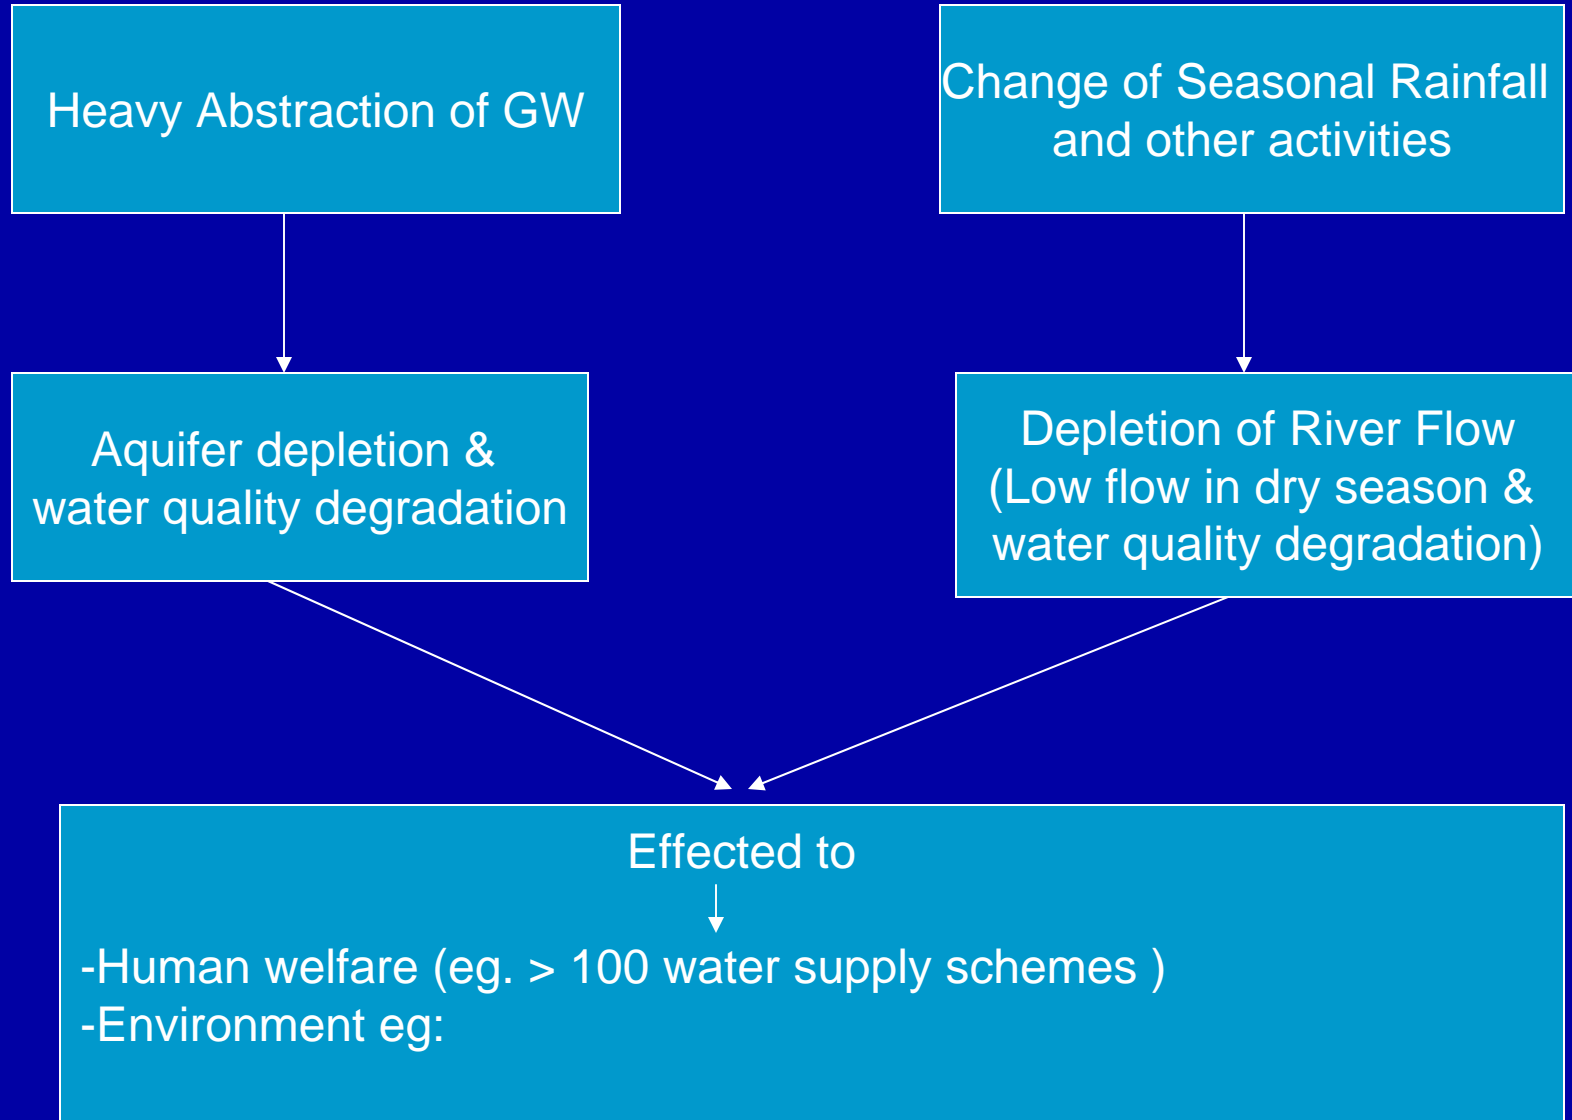 Heavy Abstraction of GW
Change of Seasonal Rainfall
and other activities
Aquifer depletion &
water quality degradation
Depletion of River Flow
(Low flow in dry season &
water quality degradation)
Effected to
-Human welfare (eg. > 100 water supply schemes )
-Environment eg: